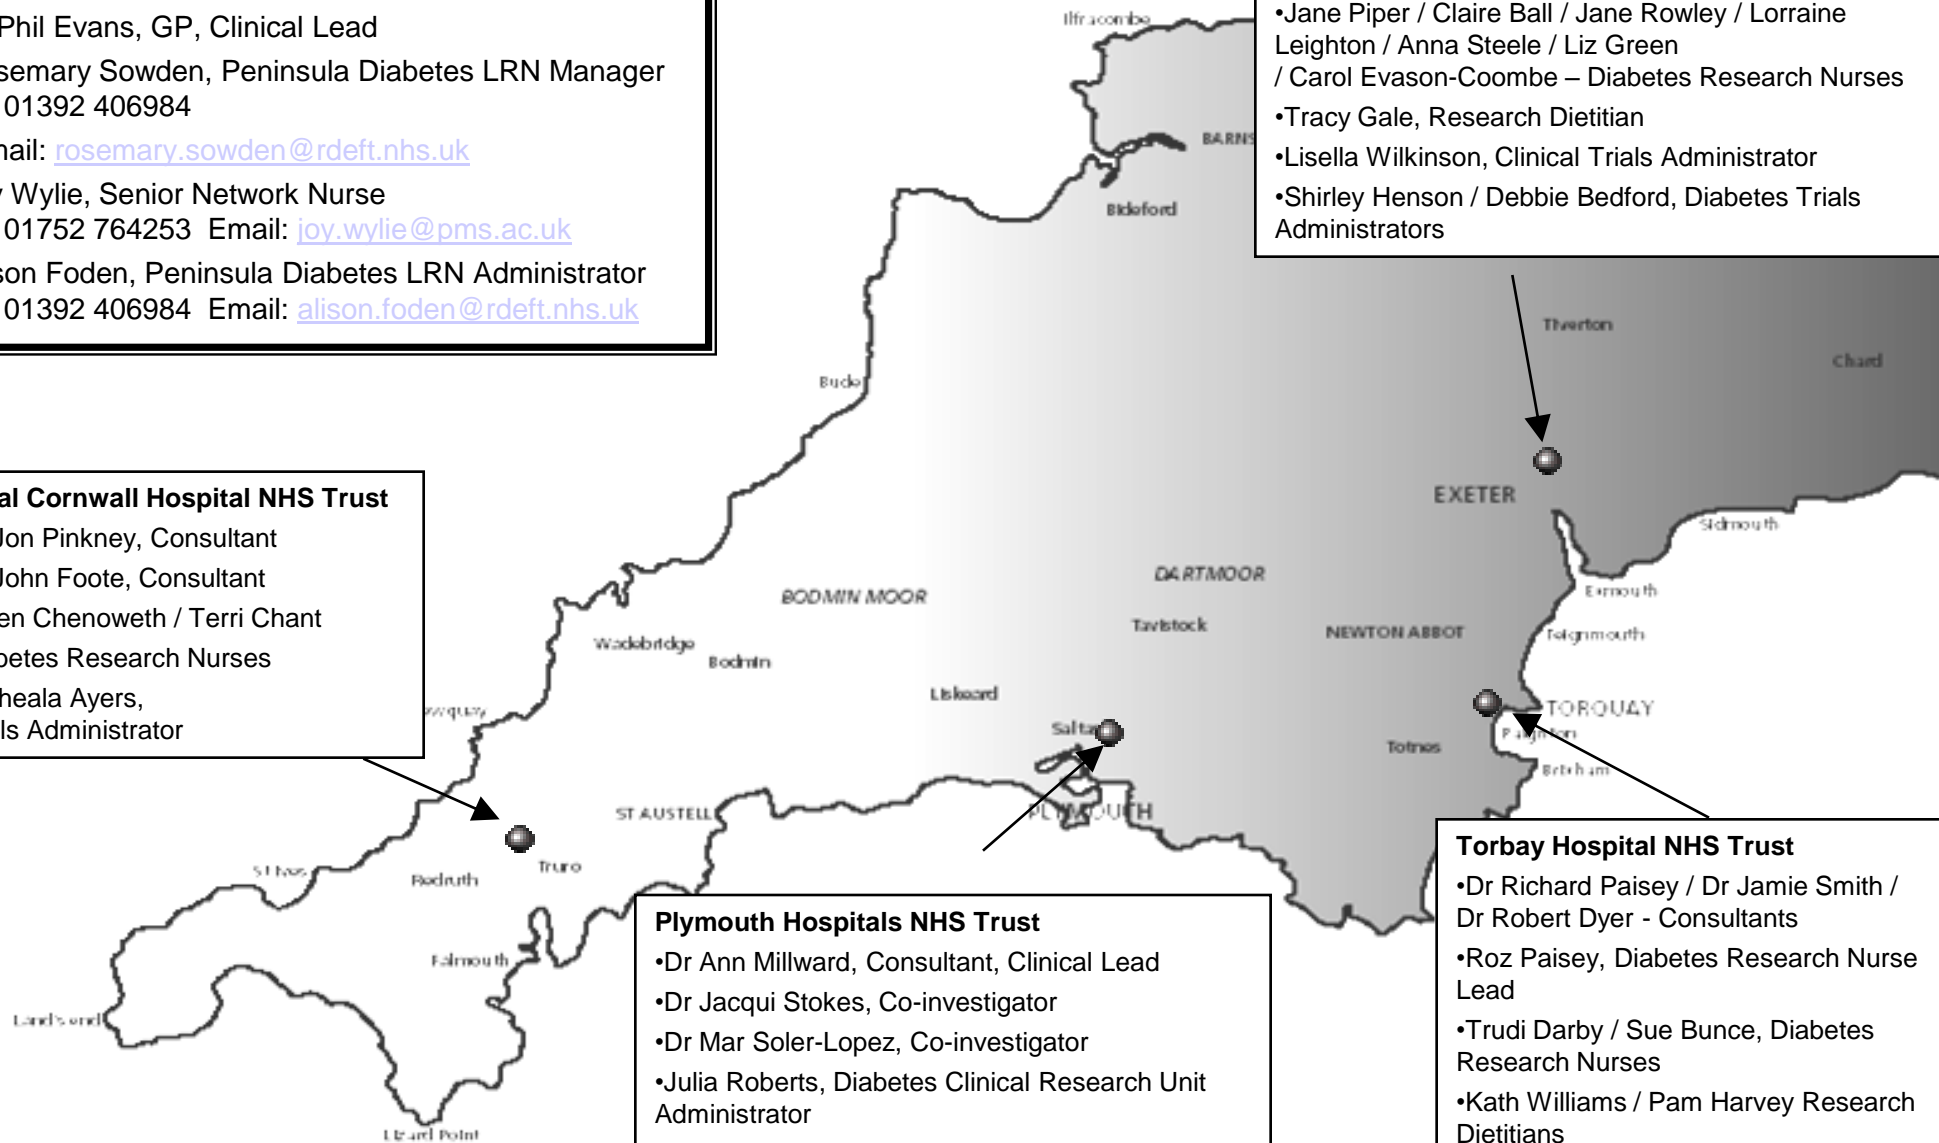 Phil Evans, GP, Clinical Lead
semary Sowden, Peninsula Diabetes LRN Manager
01392 406984
nail: rosemary.sowden@rdeft.nhs.uk
y Wylie, Senior Network Nurse
01752 764253 Email: joy.wylie@pms.ac.uk
son Foden, Peninsula Diabetes LRN Administrator
01392 406984 Email: alison.foden@rdeft.nhs.uk
•Jane Piper / Claire Ball / Jane Rowley / Lorraine
Leighton / Anna Steele / Liz Green
/ Carol Evason-Coombe – Diabetes Research Nurses
•Tracy Gale, Research Dietitian
•Lisella Wilkinson, Clinical Trials Administrator
•Shirley Henson / Debbie Bedford, Diabetes Trials
Administrators
Ilfracombe
BARNS
Bideford
Tiverton
Chard
Bude
al Cornwall Hospital NHS Trust
Jon Pinkney, Consultant
John Foote, Consultant
en Chenoweth / Terri Chant
betes Research Nurses
heala Ayers,
ls Administrator
EXETER
Sidmouth
DARTMOOR
BODMIN MOOR
Exmouth
Tavistock
NEWTON ABBOT
Teignmouth
Wadebridge
Bodmin
Liskeard
wquay
TORQUAY
Salta
Paignton
Totnes
Brixham
ST AUSTELL
PLYMOUTH
St Ives
Redruth
Truro
Falmouth
Land's end
Lizard Point
Plymouth Hospitals NHS Trust
•Dr Ann Millward, Consultant, Clinical Lead
•Dr Jacqui Stokes, Co-investigator
•Dr Mar Soler-Lopez, Co-investigator
•Julia Roberts, Diabetes Clinical Research Unit
Administrator
Torbay Hospital NHS Trust
•Dr Richard Paisey / Dr Jamie Smith /
Dr Robert Dyer - Consultants
•Roz Paisey, Diabetes Research Nurse
Lead
•Trudi Darby / Sue Bunce, Diabetes
Research Nurses
•Kath Williams / Pam Harvey Research
Dietitians